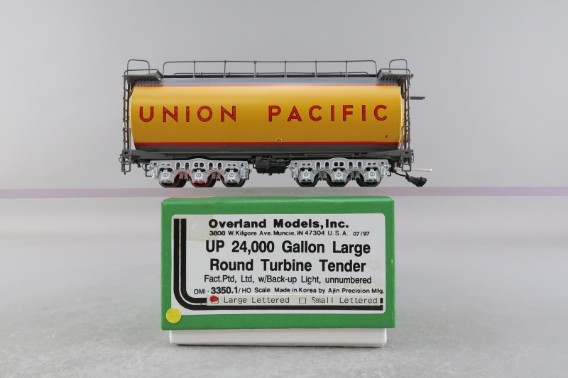 UNION PACIFIC
Overland Models, Inc.
3808 W. Kilgore Ave. Muncie, IN 47304 U.S.A. 07/97
UP 24,000 Gallon Large
Round Turbine Tender
Fact.Ptd, Ltd, w/Back-up Light, unnumbered
OMI-3350.1/HO Scale Made in Korea by Ajin Precision Mfg.
Large Lettered Small Lettered